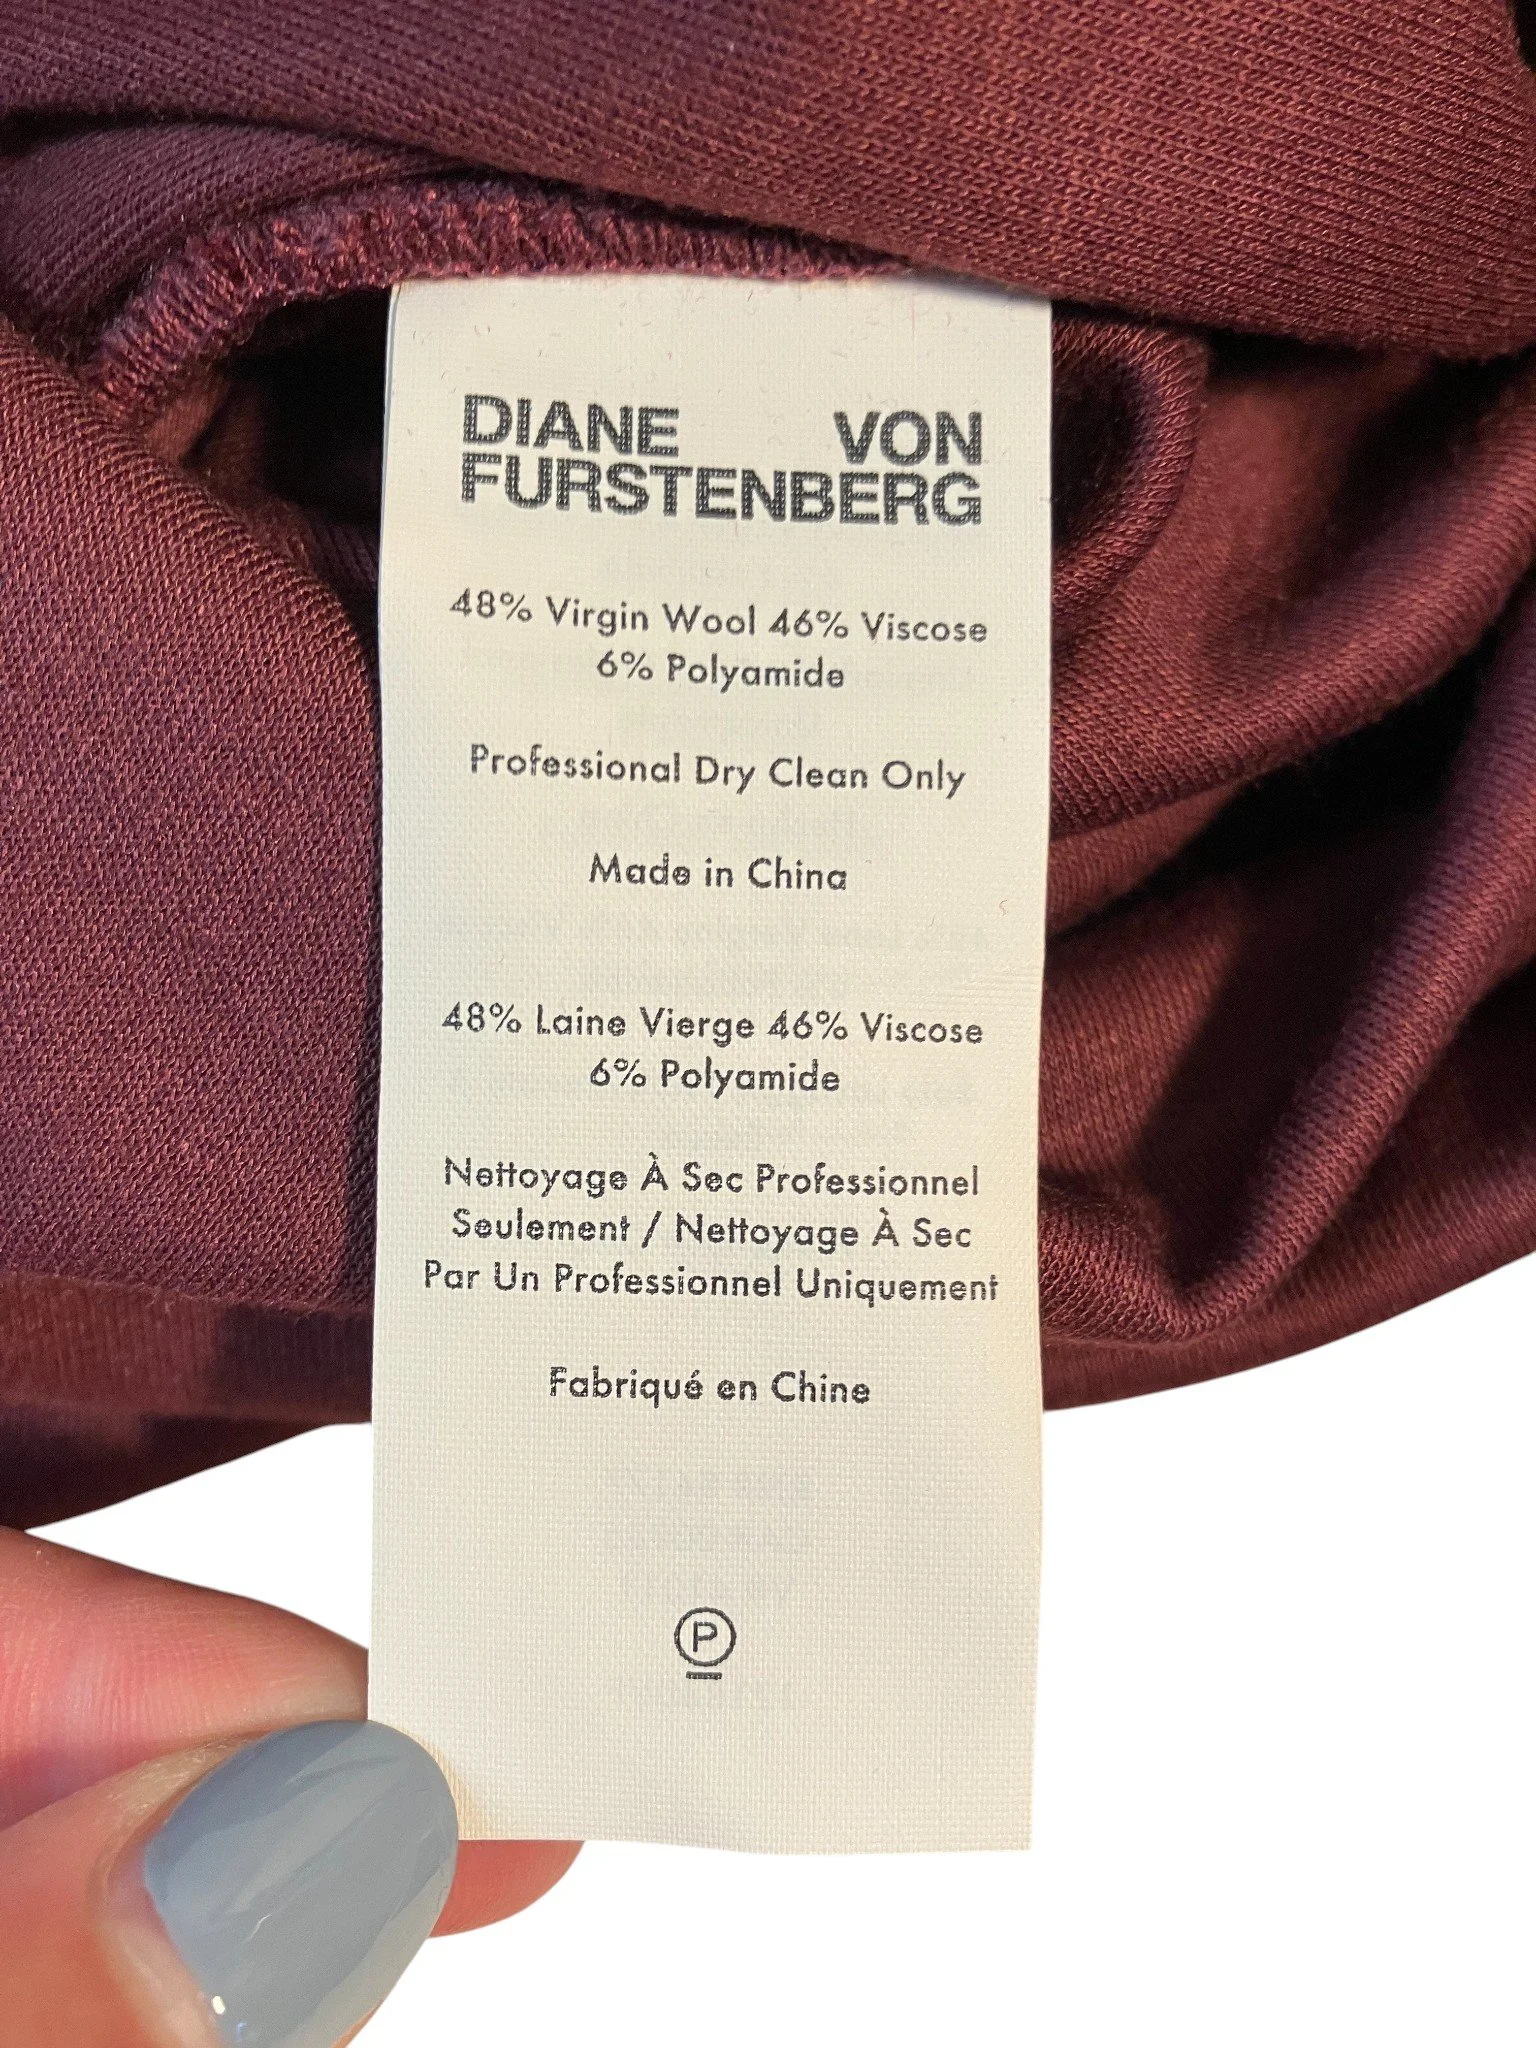 DIANE VON
FURSTENBERG
48% Virgin Wool 46% Viscose
6% Polyamide
Professional Dry Clean Only
Made in China
48% Laine Vierge 46% Viscose
6% Polyamide
Nettoyage À Sec Professionnel
Seulement / Nettoyage À Sec
Par Un Professionnel Uniquement
Fabriqué en Chine
P